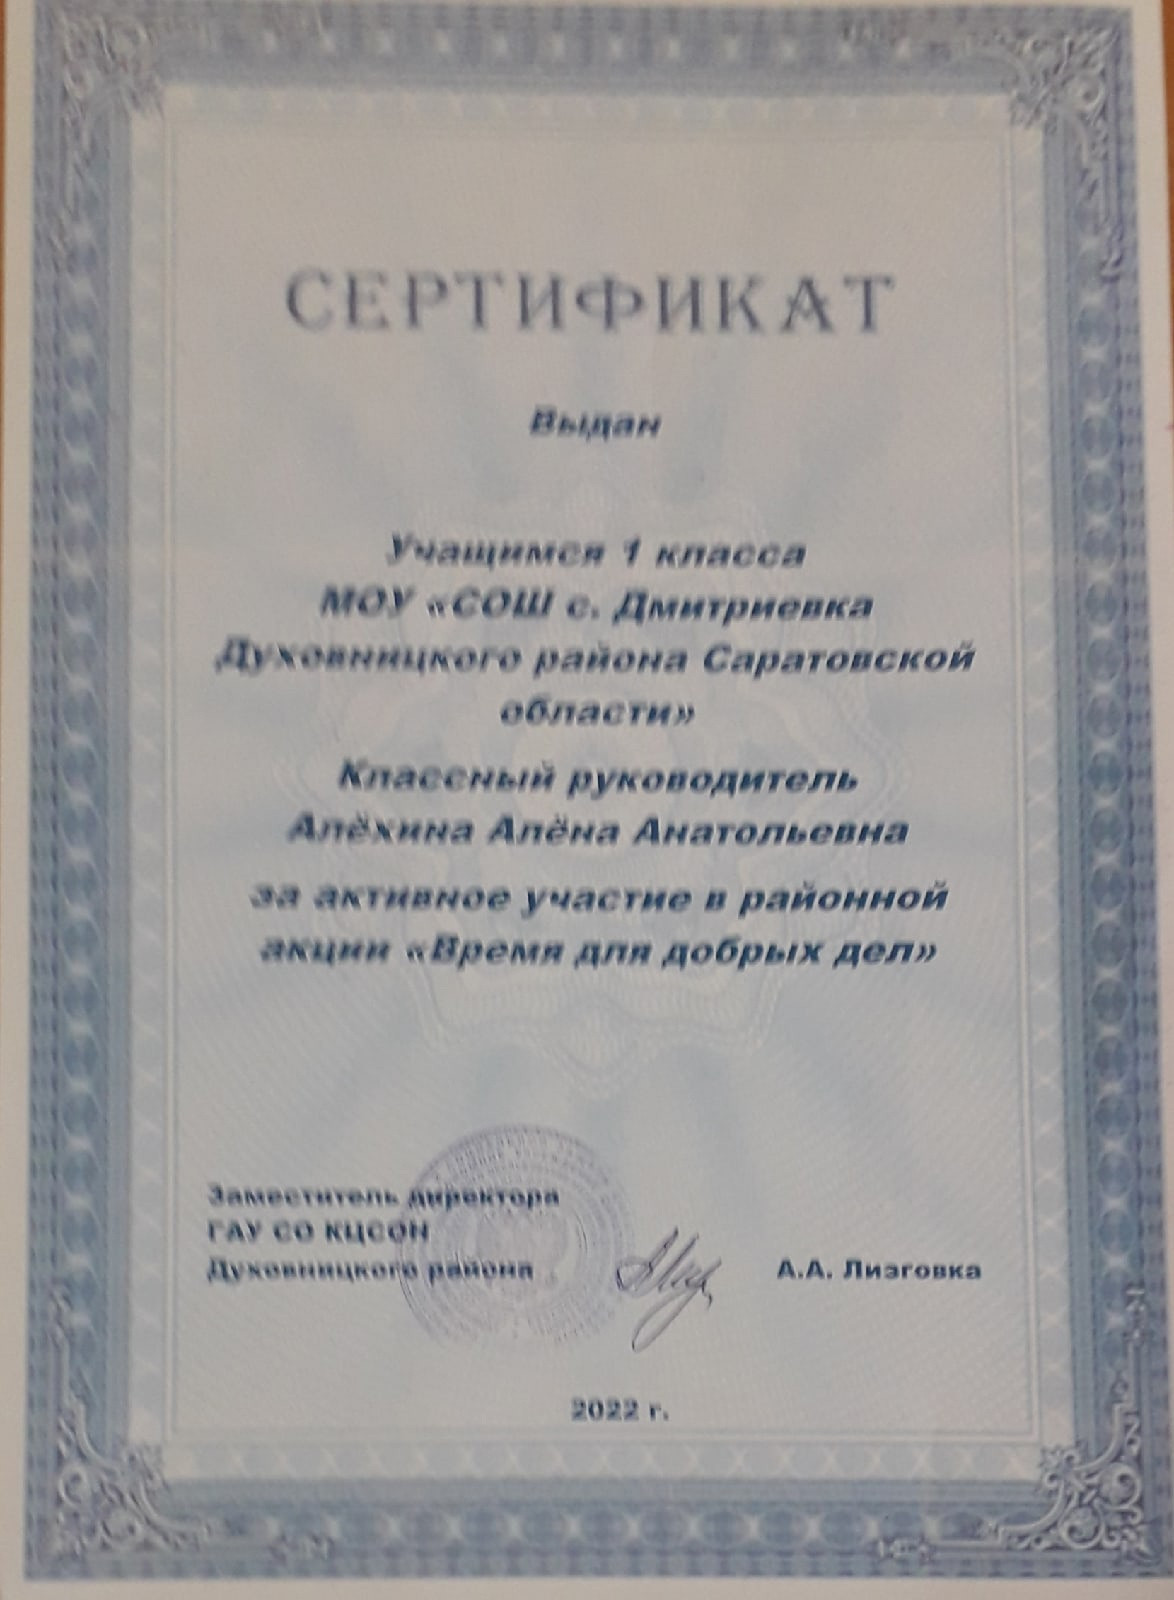 СЕРТИФИКАТ
Выдан
Учащимся 1 класса
МОУ «СОШ с. Дмитриевка
Духовницкого района Саратовской
области»
Классный руководитель
Алёхина Алёна Анатольевна
за активное участие в районной
акции «Время для добрых дел»
Заместитель директора
ГАУ СО КЦСОН
Духовницкого района
А.А. Лизговка
2022 г.